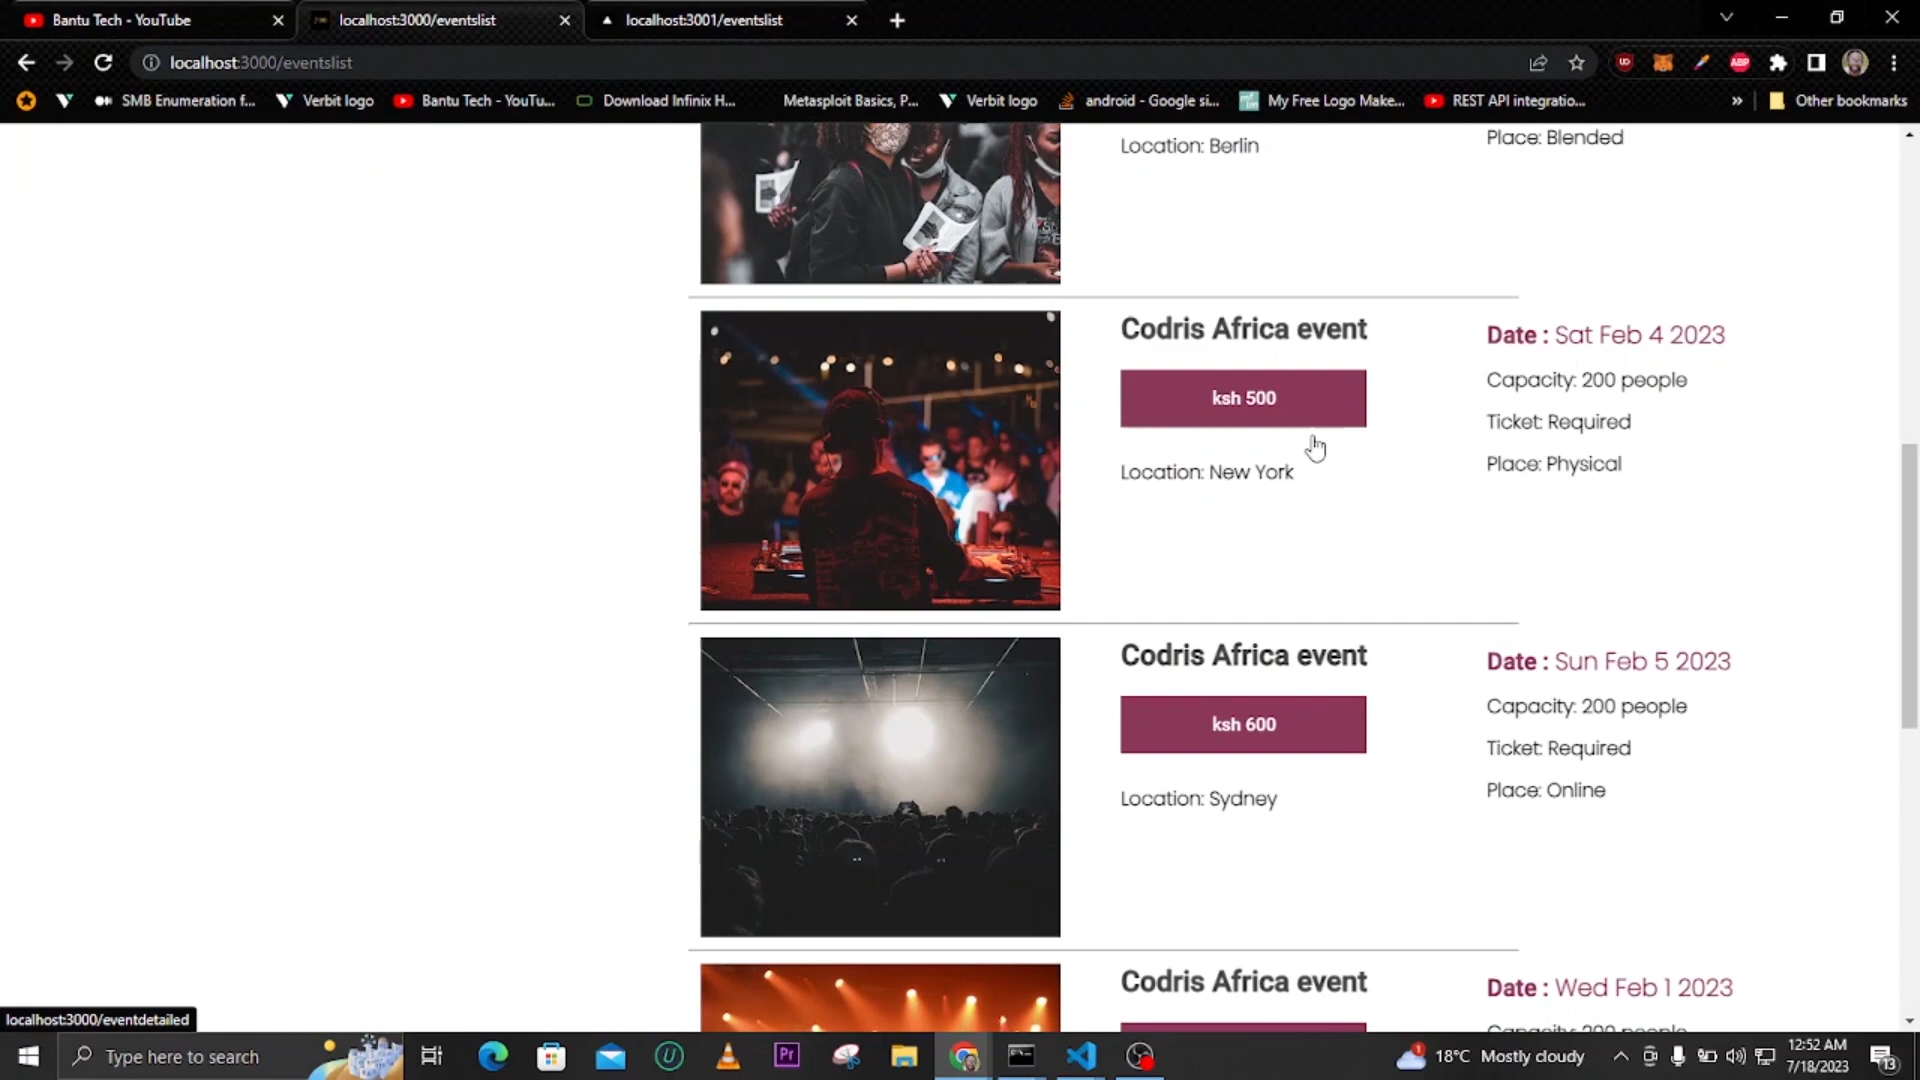 Bantu Tech - YouTube
localhost:3000/eventslist
localhost:3001/eventslist
localhost:3000/eventslist
SMB Enumeration f...
Verbit logo
Bantu Tech - YouTu...
Download Infinix H...
Metasploit Basics, P...
Verbit logo
android - Google si...
My Free Logo Make...
REST API integratio...
Other bookmarks
Location: Berlin
Place: Blended
Codris Africa event
ksh 500
Location: New York
Date : Sat Feb 4 2023
Capacity: 200 people
Ticket: Required
Place: Physical
Codris Africa event
ksh 600
Location: Sydney
Date : Sun Feb 5 2023
Capacity: 200 people
Ticket: Required
Place: Online
Codris Africa event
Date : Wed Feb 1 2023
Capacity: 200 people
localhost:3000/eventdetailed
Type here to search
18°C Mostly cloudy
12:52 AM
7/18/2023
13